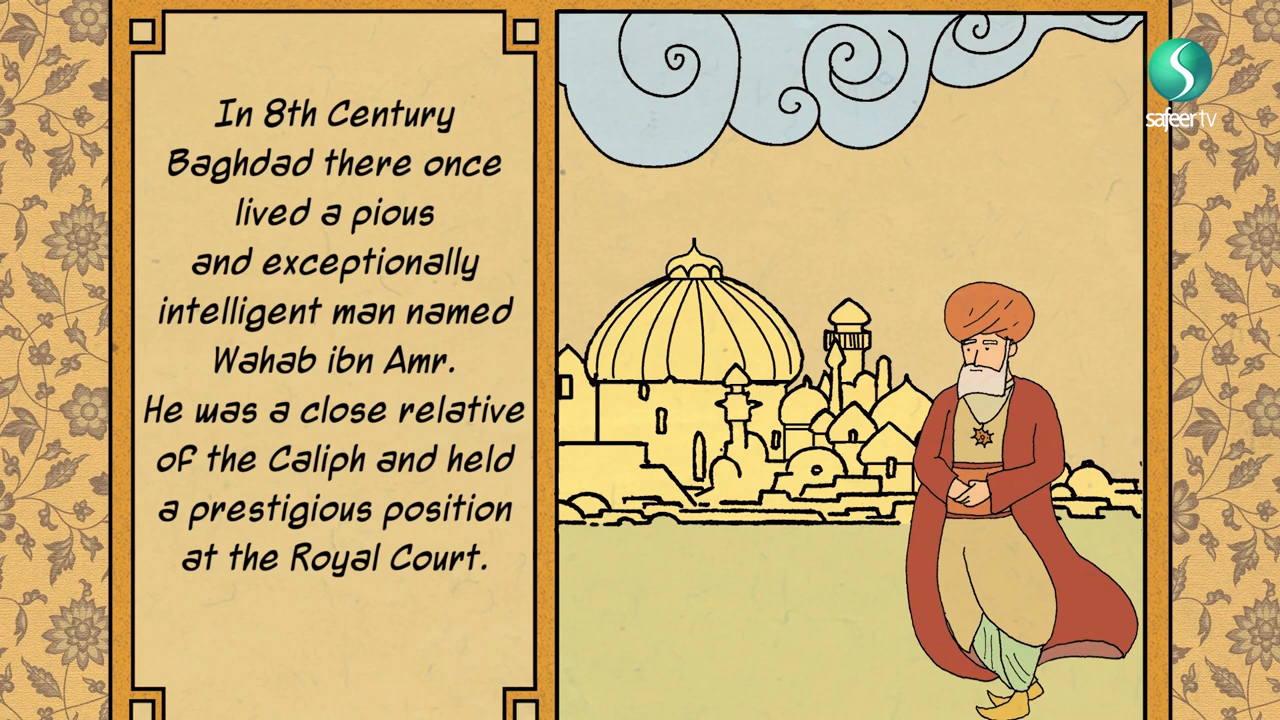 In 8th Century
Baghdad there once
lived a pious
and exceptionally
intelligent man named
Wahab ibn Amr.
He was a close relative
of the Caliph and held
a prestigious position
at the Royal Court.
safeer tv